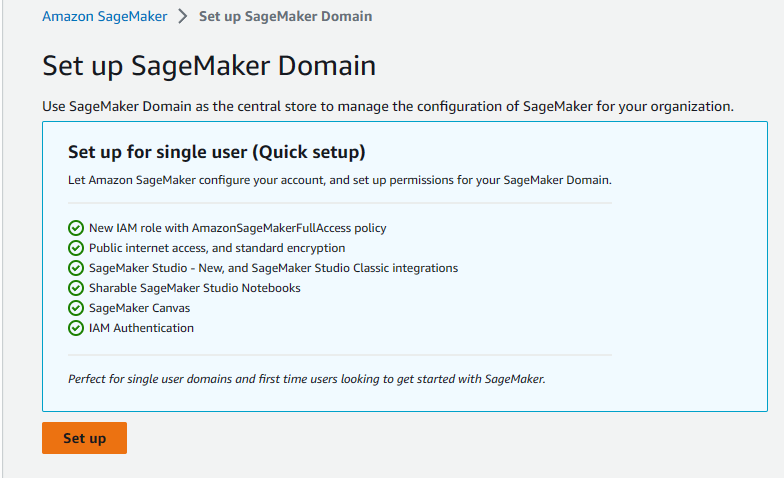 Amazon SageMaker > Set up SageMaker Domain
Set up SageMaker Domain
Use SageMaker Domain as the central store to manage the configuration of SageMaker for your organization.
Set up for single user (Quick setup)
Let Amazon SageMaker configure your account, and set up permissions for your SageMaker Domain.
New IAM role with AmazonSageMakerFullAccess policy
Public internet access, and standard encryption
SageMaker Studio - New, and SageMaker Studio Classic integrations
Sharable SageMaker Studio Notebooks
SageMaker Canvas
IAM Authentication
Perfect for single user domains and first time users looking to get started with SageMaker.
Set up